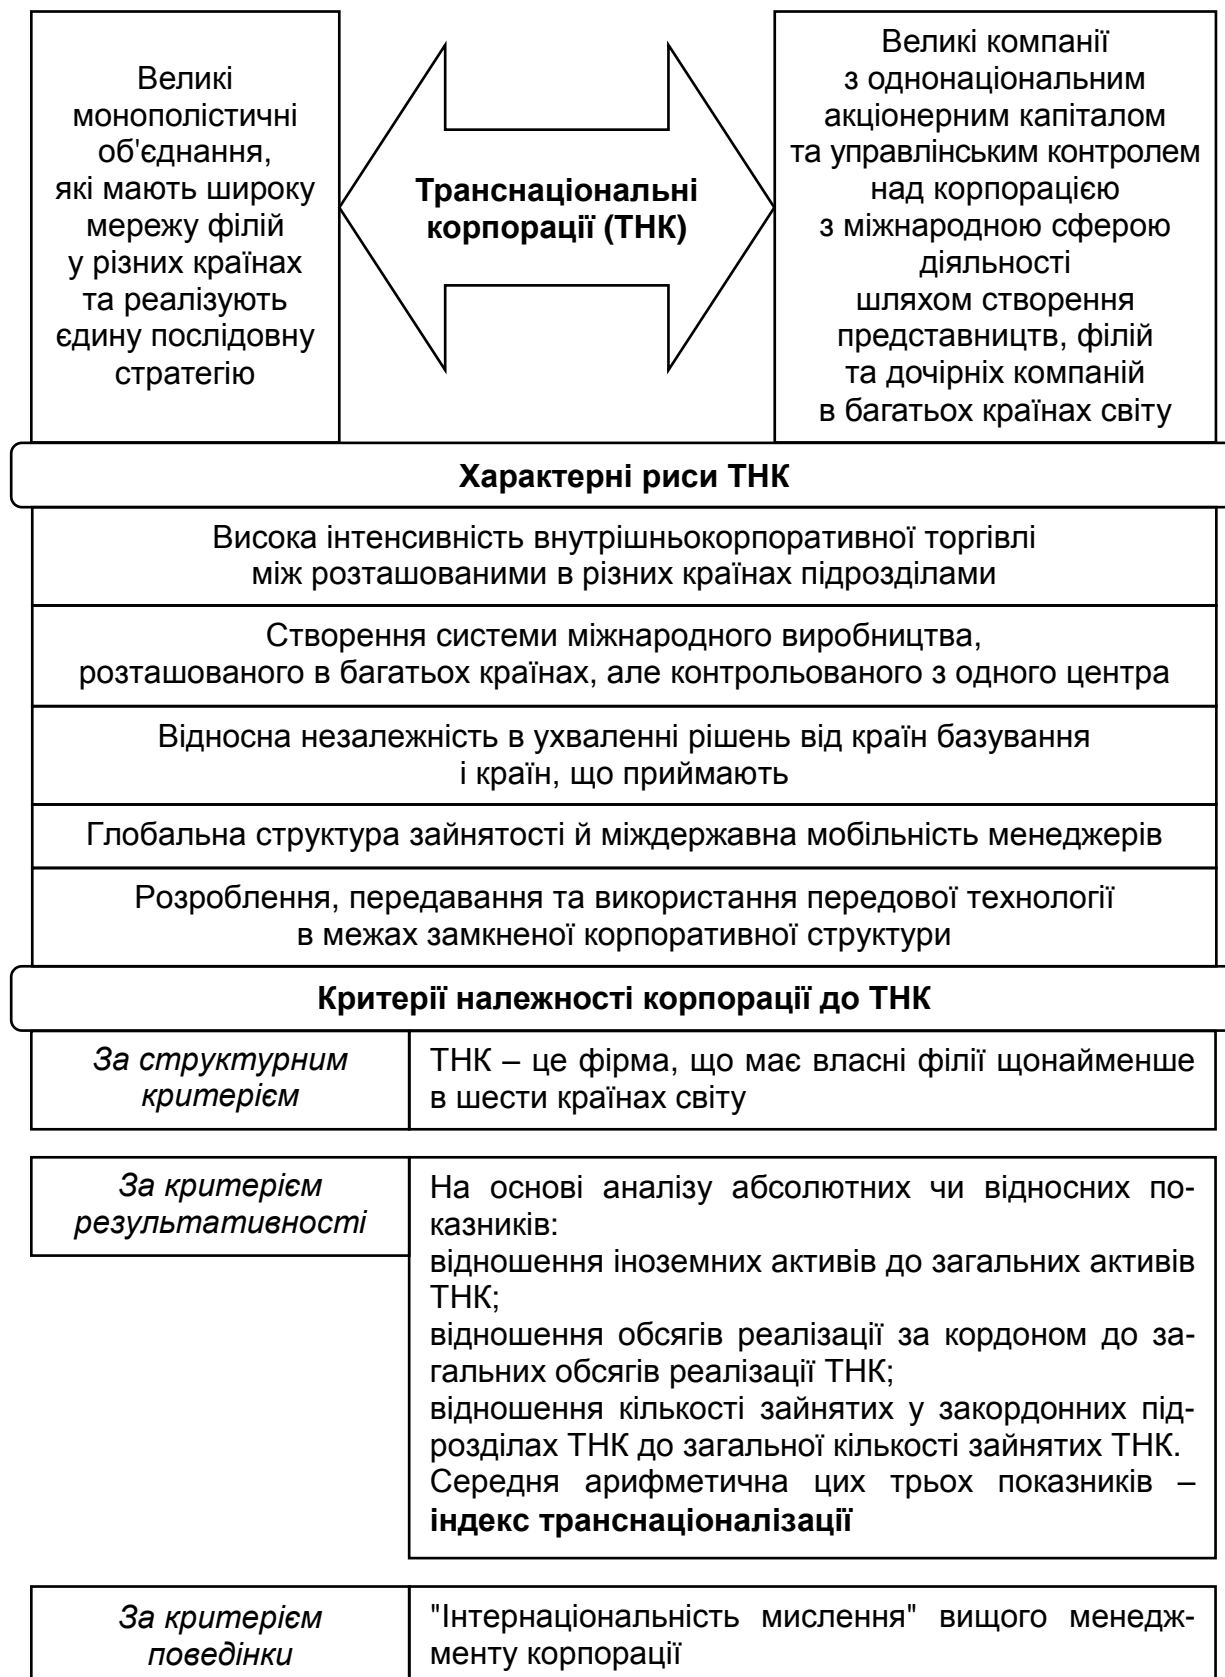 Великі
монополістичні
об'єднання,
які мають широку
мережу філій
у різних країнах
та реалізують
єдину послідовну
стратегію
Транснаціональні
корпорації (ТНК)
Великі компанії
з однонаціональним
акціонерним капіталом
та управлінським контролем
над корпорацією
з міжнародною сферою
діяльності
шляхом створення
представництв, філій
та дочірніх компаній
в багатьох країнах світу
Характерні риси ТНК
Висока інтенсивність внутрішньокорпоративної торгівлі
між розташованими в різних країнах підрозділами
Створення системи міжнародного виробництва,
розташованого в багатьох країнах, але контрольованого з одного центра
Відносна незалежність в ухваленні рішень від країн базування
і країн, що приймають
Глобальна структура зайнятості й міждержавна мобільність менеджерів
Розроблення, передавання та використання передової технології
в межах замкненої корпоративної структури
Критерії належності корпорації до ТНК
За структурним
критерієм
ТНК – це фірма, що має власні філії щонайменше
в шести країнах світу
За критерієм
результативності
На основі аналізу абсолютних чи відносних по-
казників:
відношення іноземних активів до загальних активів
ТНК;
відношення обсягів реалізації за кордоном до за-
гальних обсягів реалізації ТНК;
відношення кількості зайнятих у закордонних під-
розділах ТНК до загальної кількості зайнятих ТНК.
Середня арифметична цих трьох показників –
індекс транснаціоналізації
За критерієм
поведінки
"Інтернаціональність мислення" вищого менедж-
менту корпорації